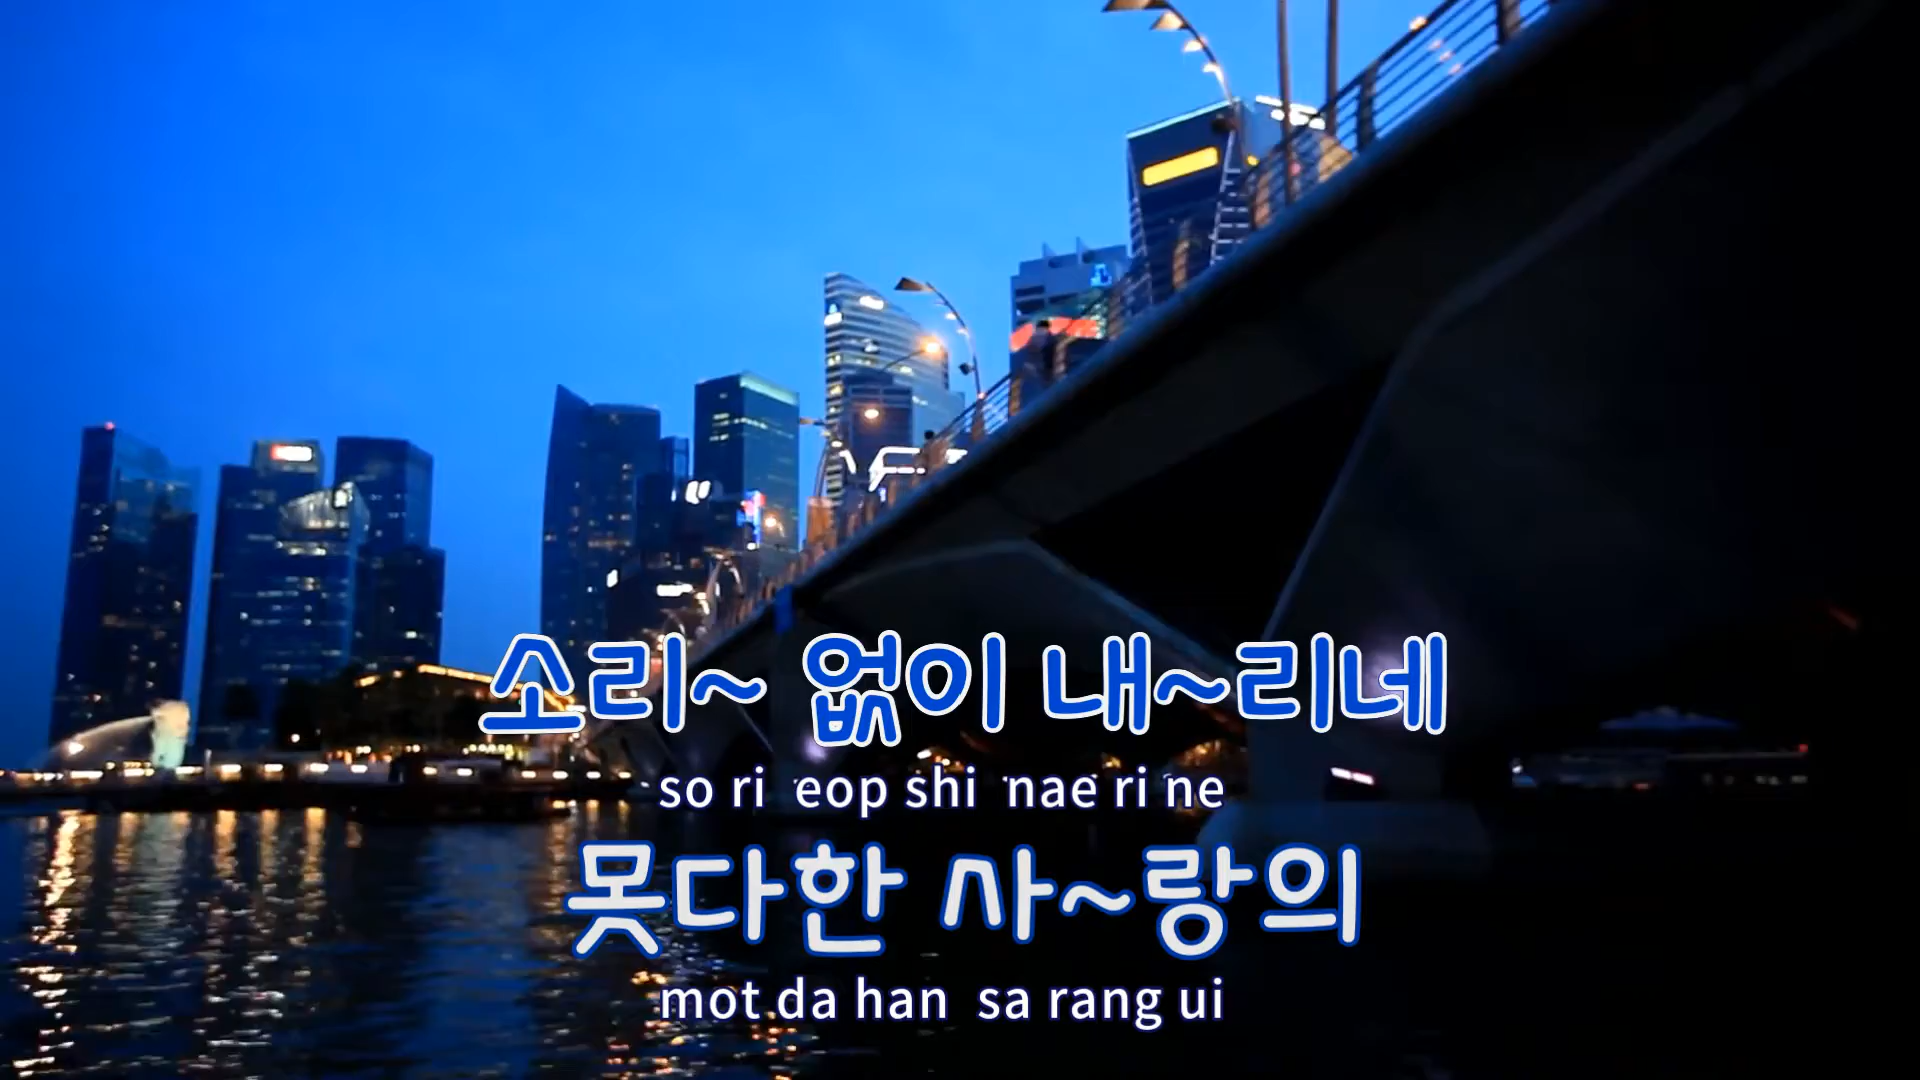 소리~ 없이 내~리네
so ri eop shi nae ri ne
못다한 사~랑의
mot da han sa rang ui